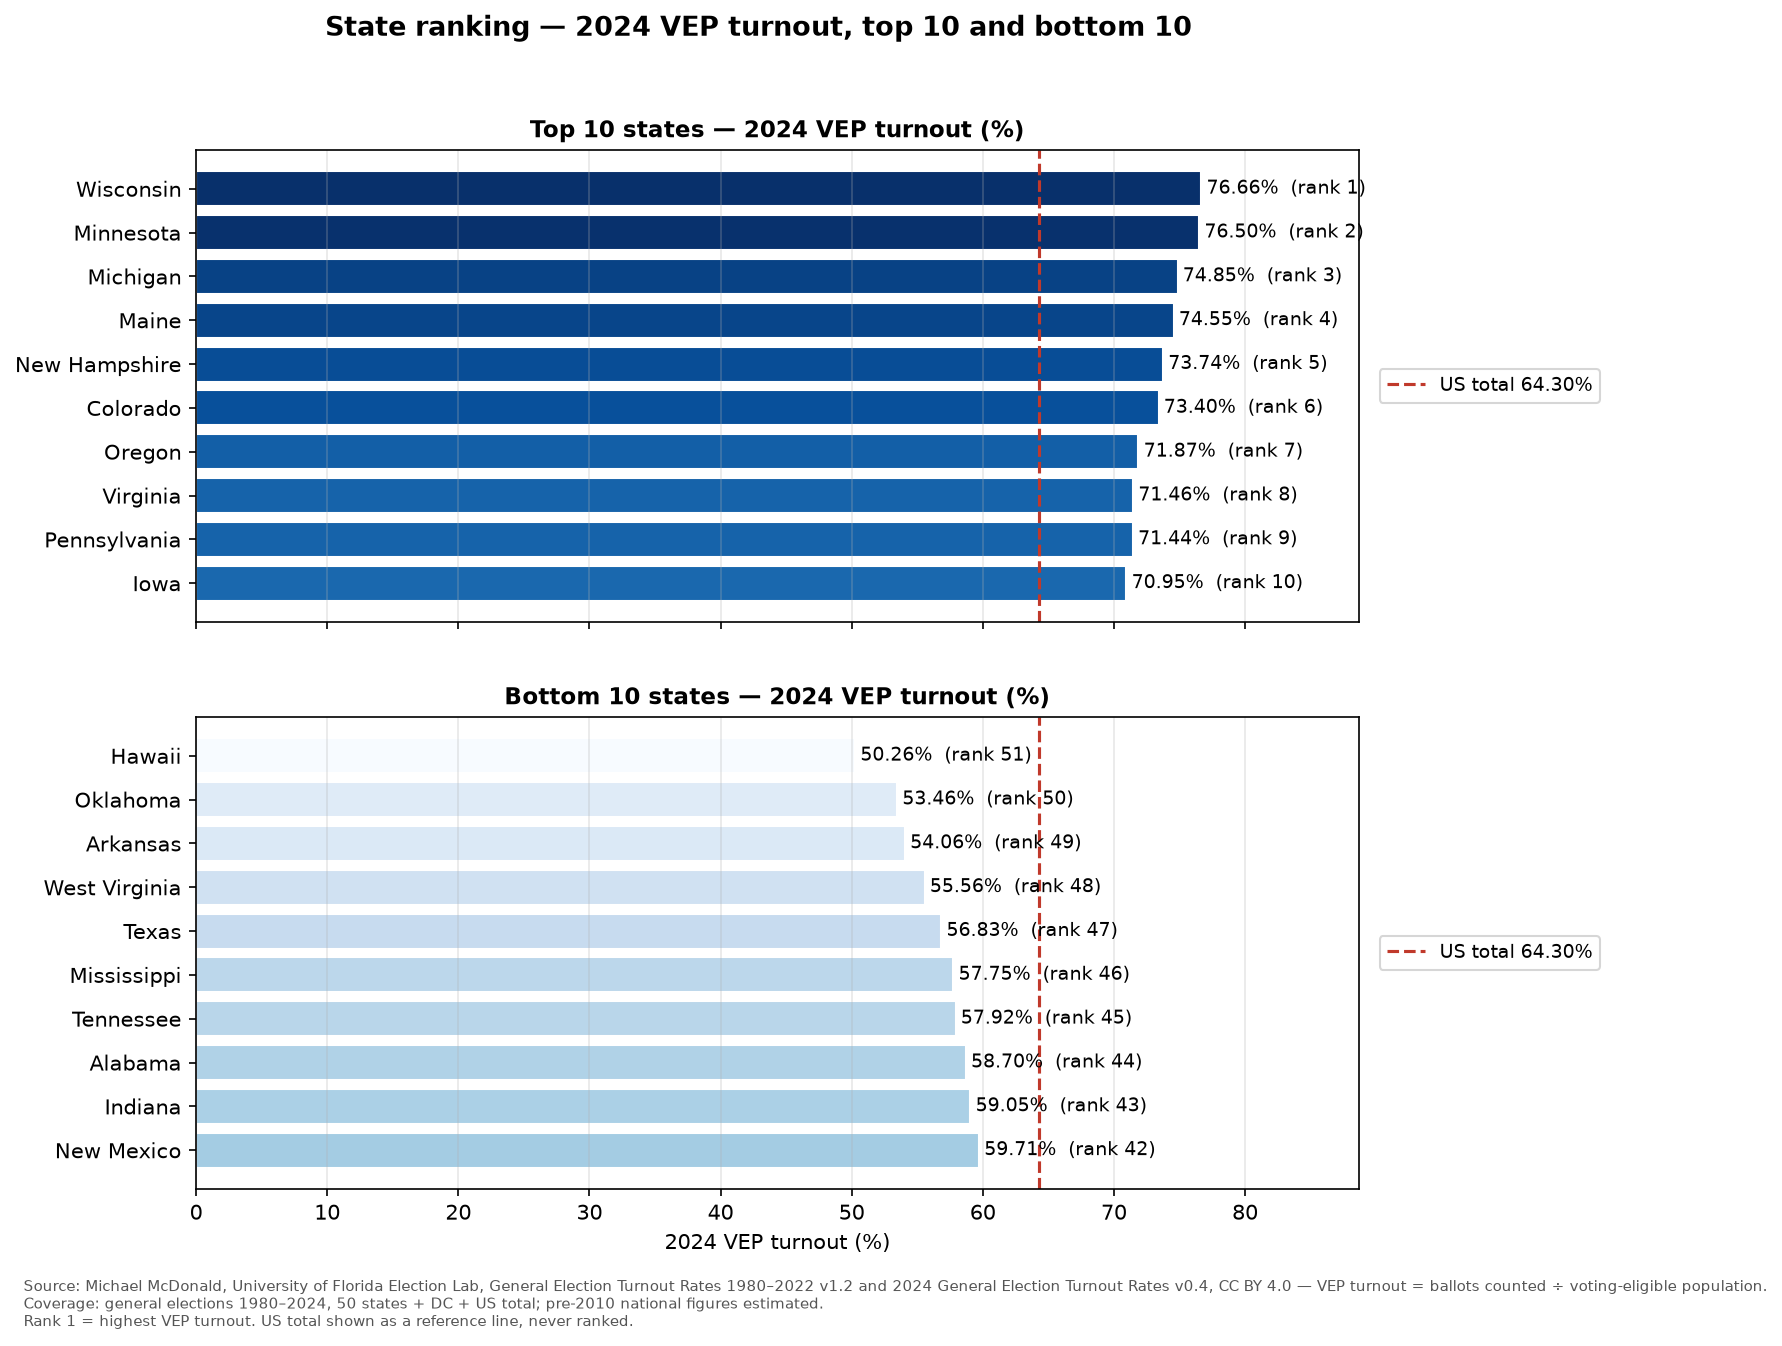 State ranking — 2024 VEP turnout, top 10 and bottom 10
Top 10 states — 2024 VEP turnout (%)
Wisconsin 76.66% (rank 1)
Minnesota 76.50% (rank 2)
Michigan 74.85% (rank 3)
Maine 74.55% (rank 4)
New Hampshire 73.74% (rank 5)
US total 64.30%
Colorado 73.40% (rank 6)
Oregon 71.87% (rank 7)
Virginia 71.46% (rank 8)
Pennsylvania 71.44% (rank 9)
Iowa 70.95% (rank 10)
Bottom 10 states — 2024 VEP turnout (%)
Hawaii 50.26% (rank 51)
Oklahoma 53.46% (rank 50)
Arkansas 54.06% (rank 49)
West Virginia 55.56% (rank 48)
Texas 56.83% (rank 47)
US total 64.30%
Mississippi 57.75% (rank 46)
Tennessee 57.92% (rank 45)
Alabama 58.70% (rank 44)
Indiana 59.05% (rank 43)
New Mexico 59.71% (rank 42)
0 10 20 30 40 50 60 70 80
2024 VEP turnout (%)
Source: Michael McDonald, University of Florida Election Lab, General Election Turnout Rates 1980–2022 v1.2 and 2024 General Election Turnout Rates v0.4, CC BY 4.0 — VEP turnout = ballots counted ÷ voting-eligible population.
Coverage: general elections 1980–2024, 50 states + DC + US total; pre-2010 national figures estimated.
Rank 1 = highest VEP turnout. US total shown as a reference line, never ranked.